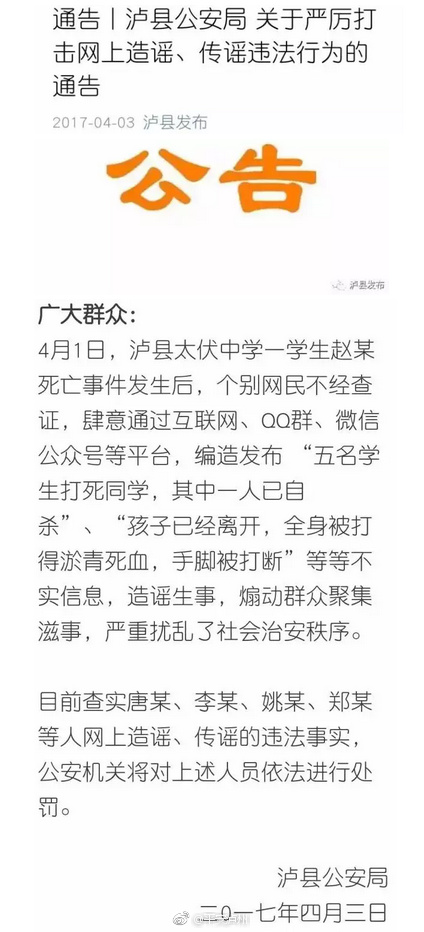 通告丨泸县公安局 关于严厉打
击网上造谣、传谣违法行为的
通告
2017-04-03 泸县发布
公告
泸县发布
广大群众：
4月1日，泸县太伏中学一学生赵某
死亡事件发生后，个别网民不经查
证，肆意通过互联网、QQ群、微信
公众号等平台，编造发布 “五名学
生打死同学，其中一人已自
杀”、“孩子已经离开，全身被打
得淤青死血，手脚被打断”等等不
实信息，造谣生事，煽动群众聚集
滋事，严重扰乱了社会治安秩序。
目前查实唐某、李某、姚某、郑某
等人网上造谣、传谣的违法事实，
公安机关将对上述人员依法进行处
罚。
泸县公安局
二0一七年四月三日